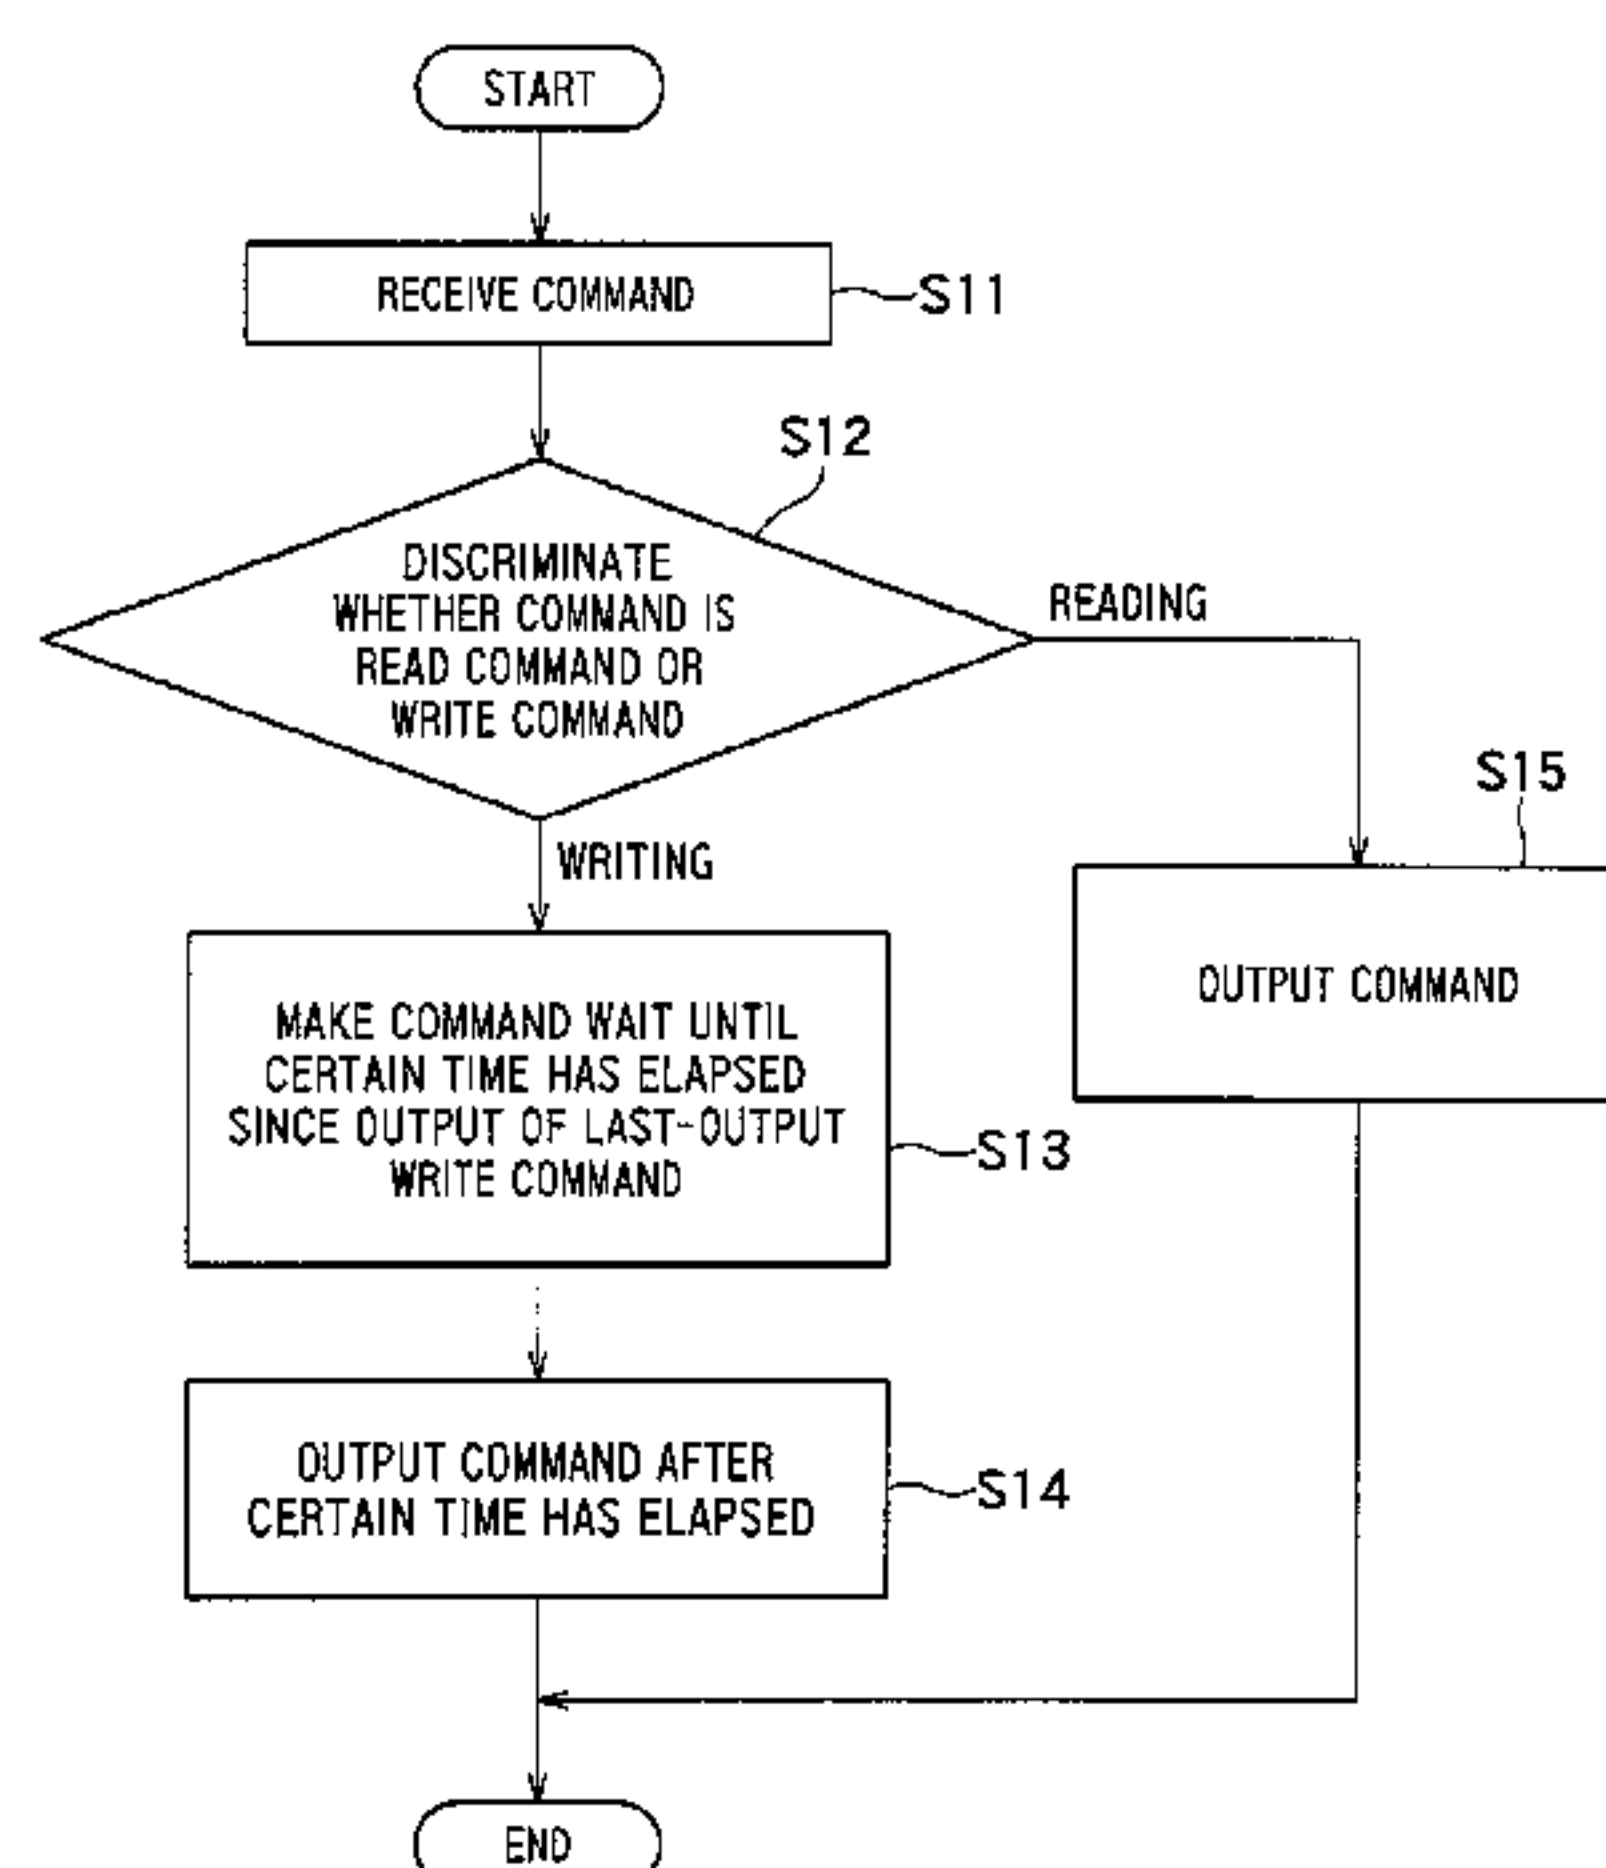 START
RECEIVE COMMAND
S11
S12
DISCRIMINATE
WHETHER COMMAND IS
READ COMMAND OR
WRITE COMMAND
READING
WRITING
S15
OUTPUT COMMAND
MAKE COMMAND WAIT UNTIL
CERTAIN TIME HAS ELAPSED
SINCE OUTPUT OF LAST-OUTPUT
WRITE COMMAND
S13
OUTPUT COMMAND AFTER
CERTAIN TIME HAS ELAPSED
S14
END